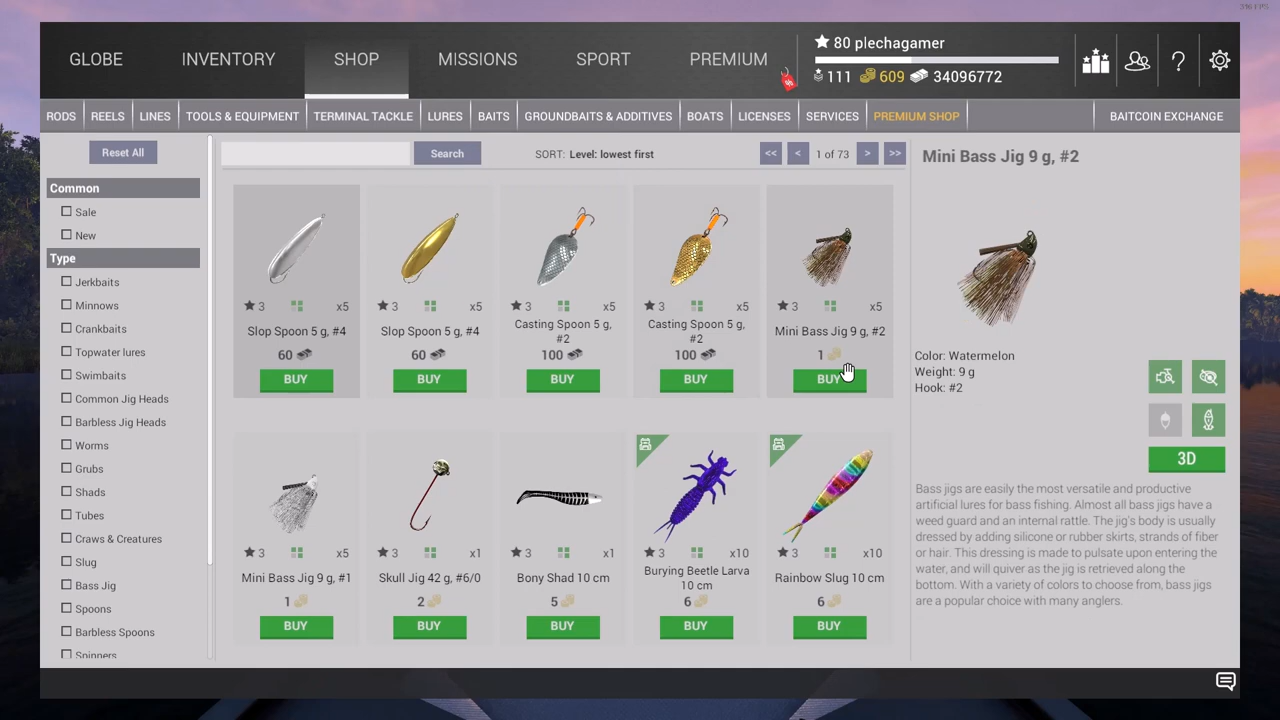 GLOBE
INVENTORY
SHOP
MISSIONS
SPORT
PREMIUM
80 plechagamer
111 609 34096772
RODS
REELS
LINES
TOOLS & EQUIPMENT
TERMINAL TACKLE
LURES
BAITS
GROUNDBAITS & ADDITIVES
BOATS
LICENSES
SERVICES
PREMIUM SHOP
BAITCOIN EXCHANGE
Reset All
Common
Sale
New
Type
Jerkbaits
Minnows
Crankbaits
Topwater lures
Swimbaits
Common Jig Heads
Barbless Jig Heads
Worms
Grubs
Shads
Tubes
Craws & Creatures
Slug
Bass Jig
Spoons
Barbless Spoons
Spinners
Search
SORT: Level: lowest first
<< < 1 of 73 > >>
3 x5
Slop Spoon 5 g, #4
60
BUY
3 x5
Slop Spoon 5 g, #4
60
BUY
3 x5
Casting Spoon 5 g,
#2
100
BUY
3 x5
Casting Spoon 5 g,
#2
100
BUY
3 x5
Mini Bass Jig 9 g, #2
1
BUY
3 x5
Mini Bass Jig 9 g, #1
1
BUY
3 x1
Skull Jig 42 g, #6/0
2
BUY
3 x1
Bony Shad 10 cm
5
BUY
3 x10
Burying Beetle Larva
10 cm
6
BUY
3 x10
Rainbow Slug 10 cm
6
BUY
Mini Bass Jig 9 g, #2
Color: Watermelon
Weight: 9 g
Hook: #2
3D
Bass jigs are easily the most versatile and productive
artificial lures for bass fishing. Almost all bass jigs have a
weed guard and an internal rattle. The jig's body is usually
dressed by adding silicone or rubber skirts, strands of fiber
or hair. This dressing is made to pulsate upon entering the
water, and will quiver as the jig is retrieved along the
bottom. With a variety of colors to choose from, bass jigs
are a popular choice with many anglers.